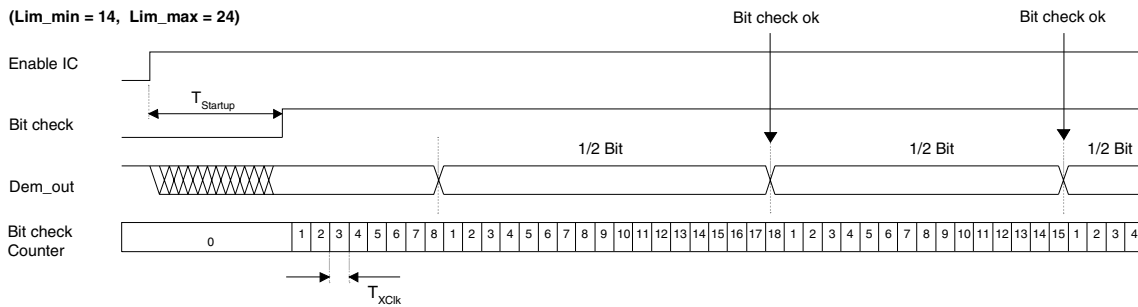 (Lim_min = 14, Lim_max = 24)
Bit check ok Bit check ok
Enable IC
T_Startup
Bit check
1/2 Bit 1/2 Bit 1/2 Bit
Dem_out
Bit check
Counter
0 1 2 3 4 5 6 7 8 1 2 3 4 5 6 7 8 9 10 11 12 13 14 15 16 17 18 1 2 3 4 5 6 7 8 9 10 11 12 13 14 15 1 2 3 4
T_XClk